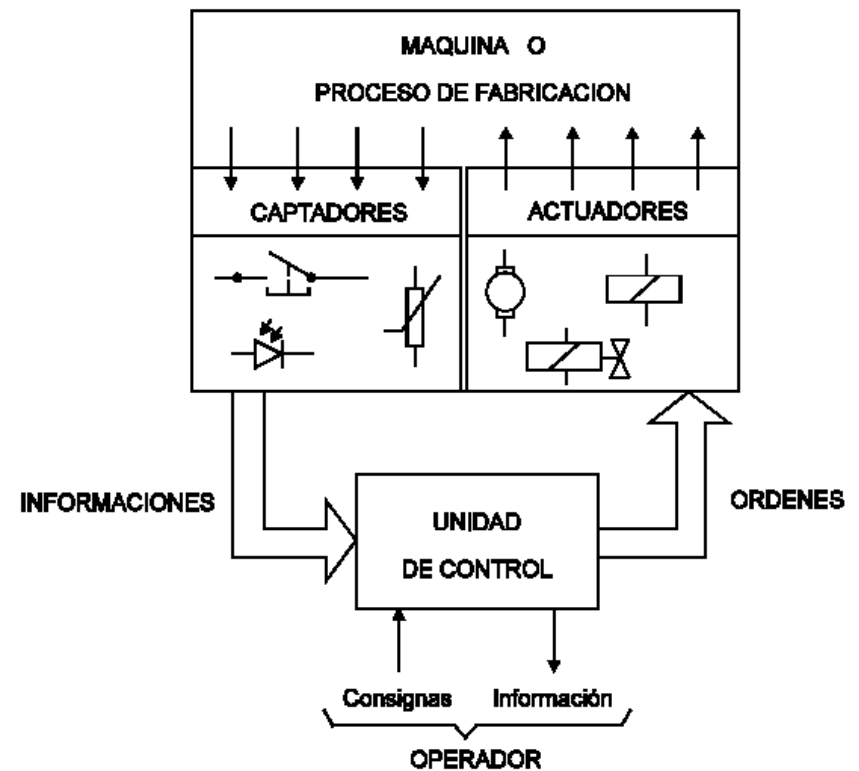 MAQUINA O
PROCESO DE FABRICACION
CAPTADORES
ACTUADORES
INFORMACIONES
ORDENES
UNIDAD
DE CONTROL
Consignas
Información
OPERADOR